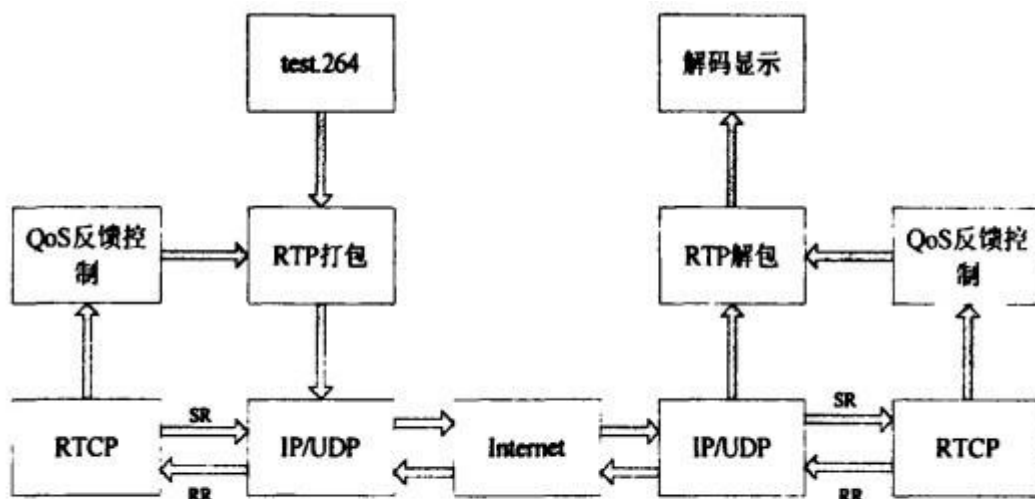 test.264
解码显示
QoS反馈控
制
RTP打包
RTP解包
QoS反馈控
制
SR
SR
RTCP
IP/UDP
Internet
IP/UDP
RTCP
RR
RR